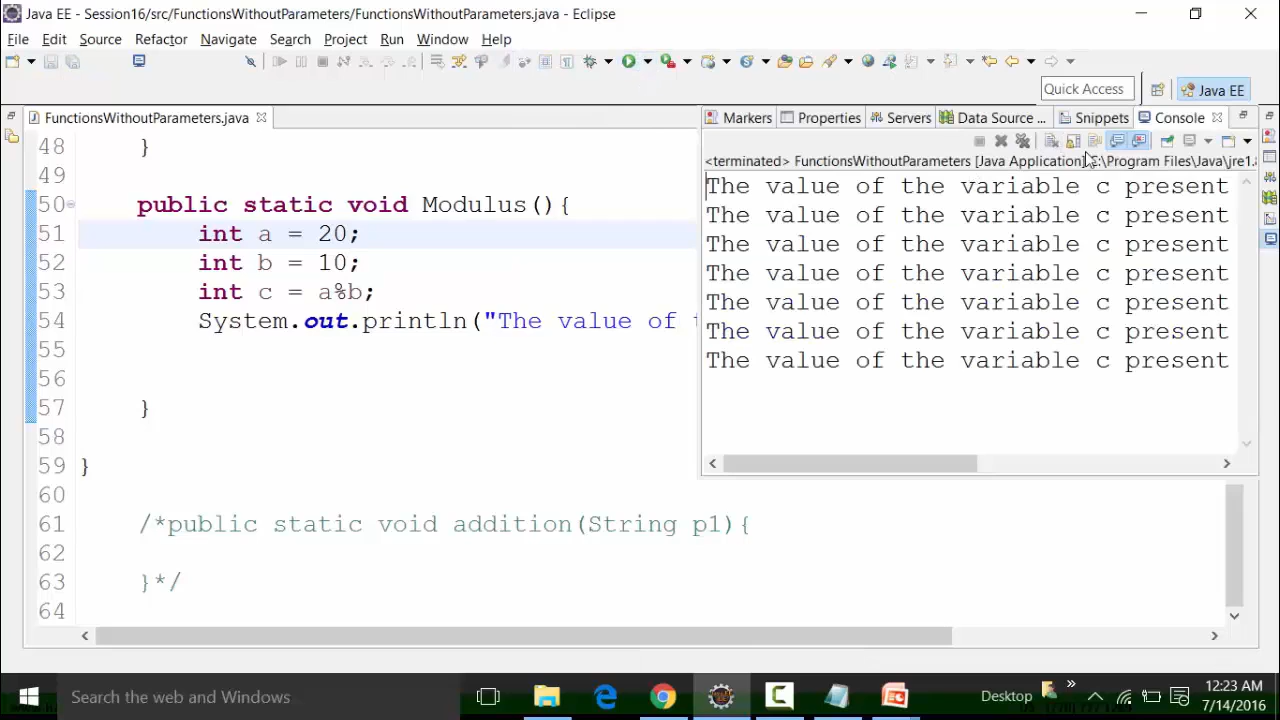 Java EE - Session16/src/FunctionsWithoutParameters/FunctionsWithoutParameters.java - Eclipse
File Edit Source Refactor Navigate Search Project Run Window Help
Quick Access
Java EE
FunctionsWithoutParameters.java
Markers Properties Servers Data Source ... Snippets Console
<terminated> FunctionsWithoutParameters [Java Application] C:\Program Files\Java\jre1.8
48 }
49
50 public static void Modulus(){
51 int a = 20;
52 int b = 10;
53 int c = a%b;
54 System.out.println("The value of t
55
56
57 }
58
59 }
60
61 /*public static void addition(String p1){
62
63 }*/
64
The value of the variable c present
The value of the variable c present
The value of the variable c present
The value of the variable c present
The value of the variable c present
The value of the variable c present
The value of the variable c present
Search the web and Windows
Desktop
12:23 AM
7/14/2016